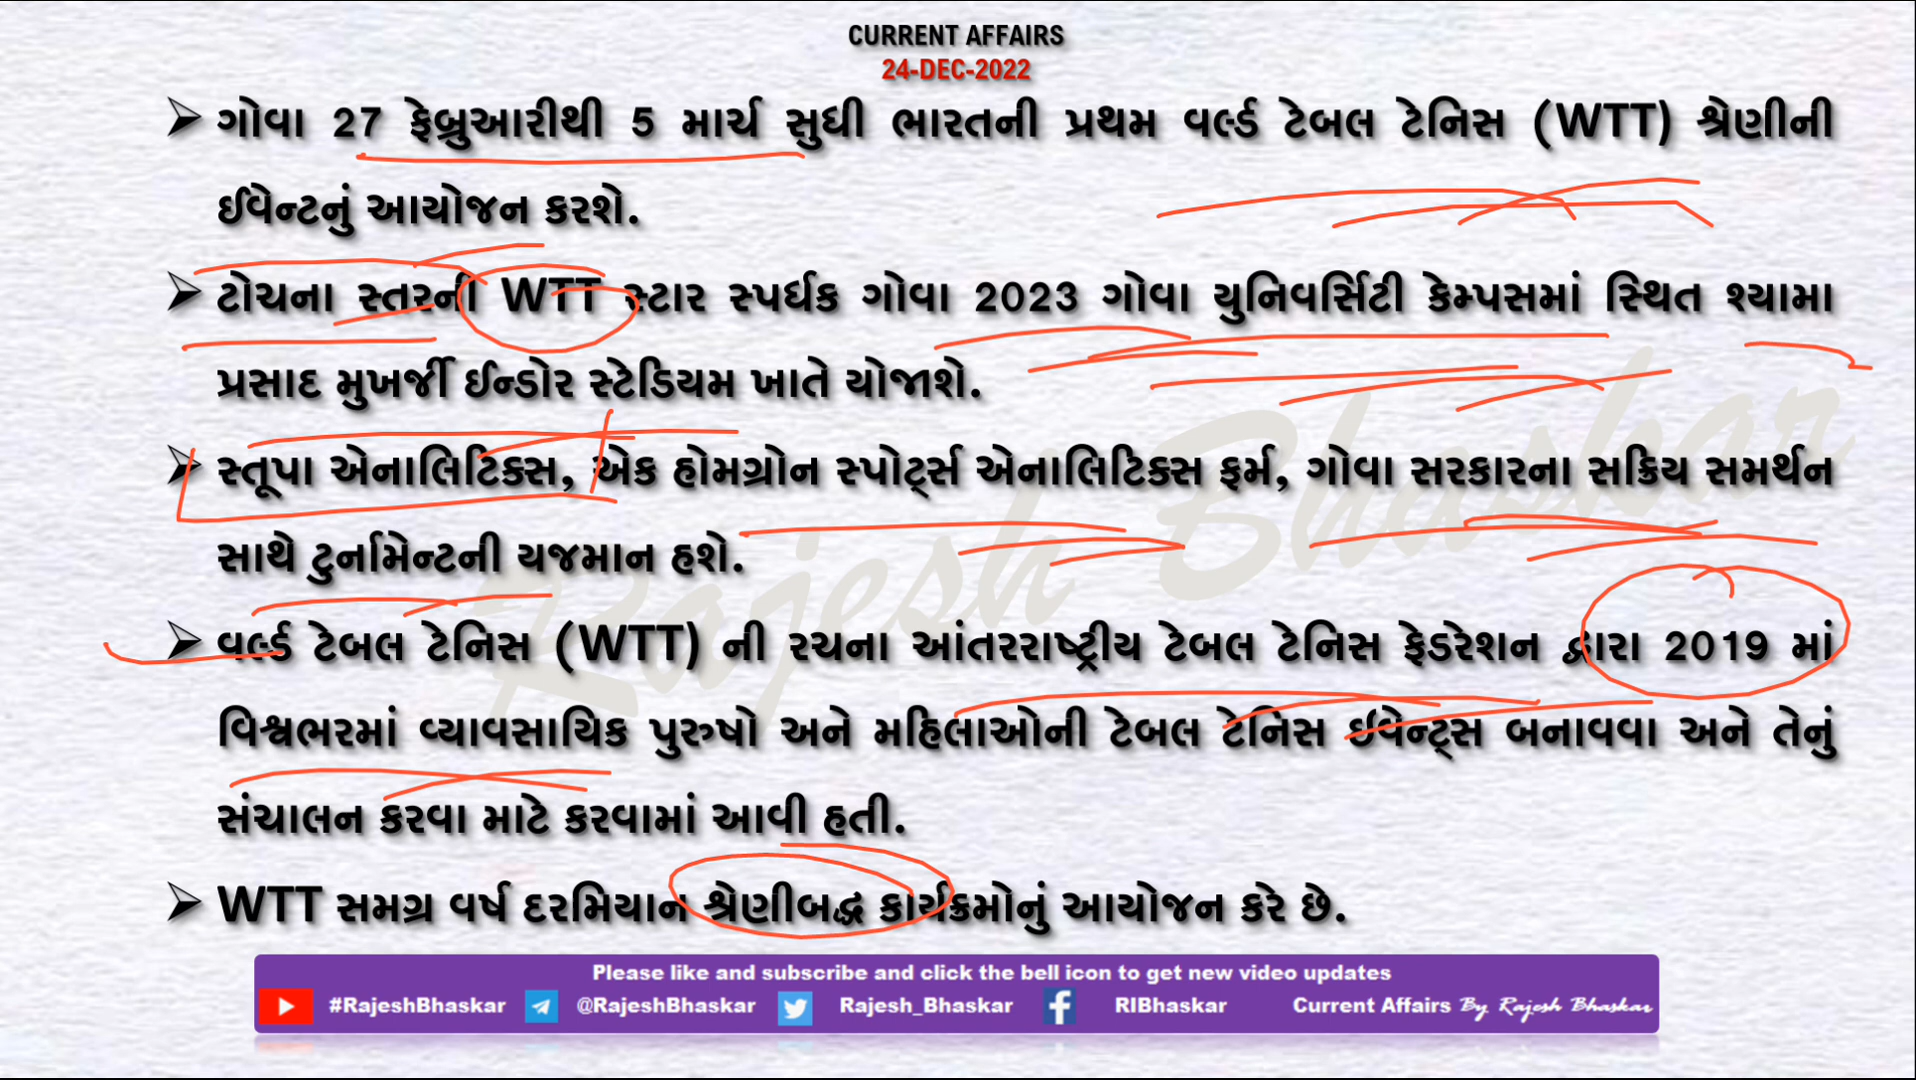 CURRENT AFFAIRS
24-DEC-2022
➢ ગોવા 27 ફેબ્રુઆરીથી 5 માર્ચ સુધી ભારતની પ્રથમ વર્લ્ડ ટેબલ ટેનિસ (WTT) શ્રેણીની
ઈવેન્ટનું આયોજન કરશે.
➢ ટોચના સ્તરની WTT સ્ટાર સ્પર્ધક ગોવા 2023 ગોવા યુનિવર્સિટી કેમ્પસમાં સ્થિત શ્યામા
પ્રસાદ મુખર્જી ઈન્ડોર સ્ટેડિયમ ખાતે યોજાશે.
➢ સ્તૂપા એનાલિટિક્સ, એક હોમગ્રોન સ્પોર્ટ્સ એનાલિટિક્સ ફર્મ, ગોવા સરકારના સક્રિય સમર્થન
સાથે ટુર્નામેન્ટની યજમાન હશે.
➢ વર્લ્ડ ટેબલ ટેનિસ (WTT) ની રચના આંતરરાષ્ટ્રીય ટેબલ ટેનિસ ફેડરેશન દ્વારા 2019 માં
વિશ્વભરમાં વ્યાવસાયિક પુરુષો અને મહિલાઓની ટેબલ ટેનિસ ઈવેન્ટ્સ બનાવવા અને તેનું
સંચાલન કરવા માટે કરવામાં આવી હતી.
➢ WTT સમગ્ર વર્ષ દરમિયાન શ્રેણીબદ્ધ કાર્યક્રમોનું આયોજન કરે છે.
Rajesh Bhaskar
Please like and subscribe and click the bell icon to get new video updates
#RajeshBhaskar @RajeshBhaskar Rajesh_Bhaskar RIBhaskar Current Affairs By Rajesh Bhaskar